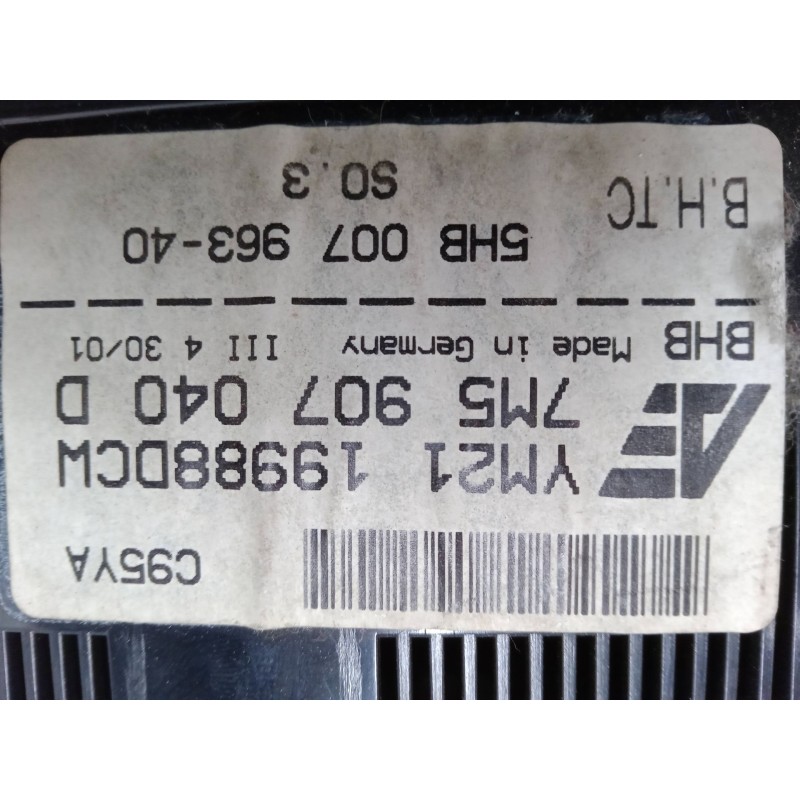 C95YA
YM21 19988DCW
7M5 907 040 D
BHB Made in Germany III 4 30/01
5HB 007 963-40
B.H.TC
S0.3